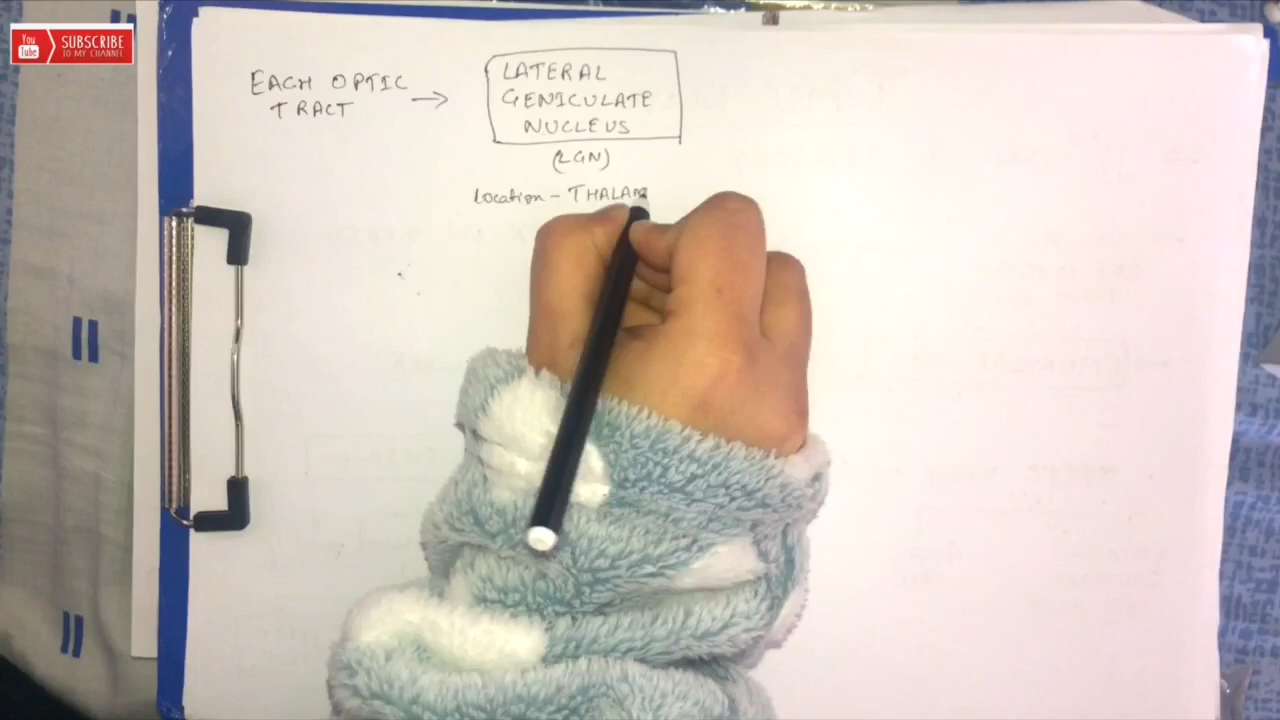 You Tube
SUBSCRIBE
TO MY CHANNEL
EACH OPTIC
TRACT →
LATERAL
GENICULATE
NUCLEUS
(LGN)
Location - THALAM